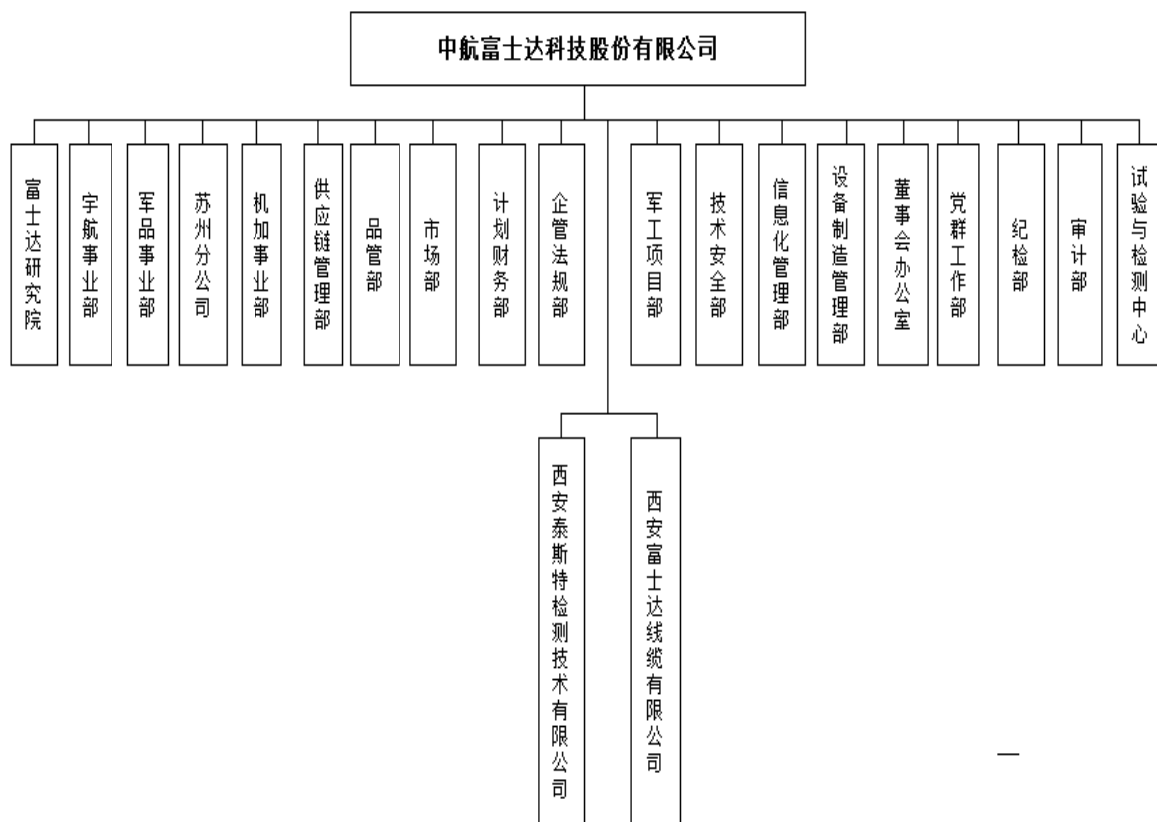 中航富士达科技股份有限公司
富士达研究院
宇航事业部
军品事业部
苏州分公司
机加事业部
供应链管理部
品管部
市场部
计划财务部
企管法规部
军工项目部
技术安全部
信息化管理部
设备制造管理部
董事会办公室
党群工作部
纪检部
审计部
试验与检测中心
西安泰斯特检测技术有限公司
西安富士达线缆有限公司